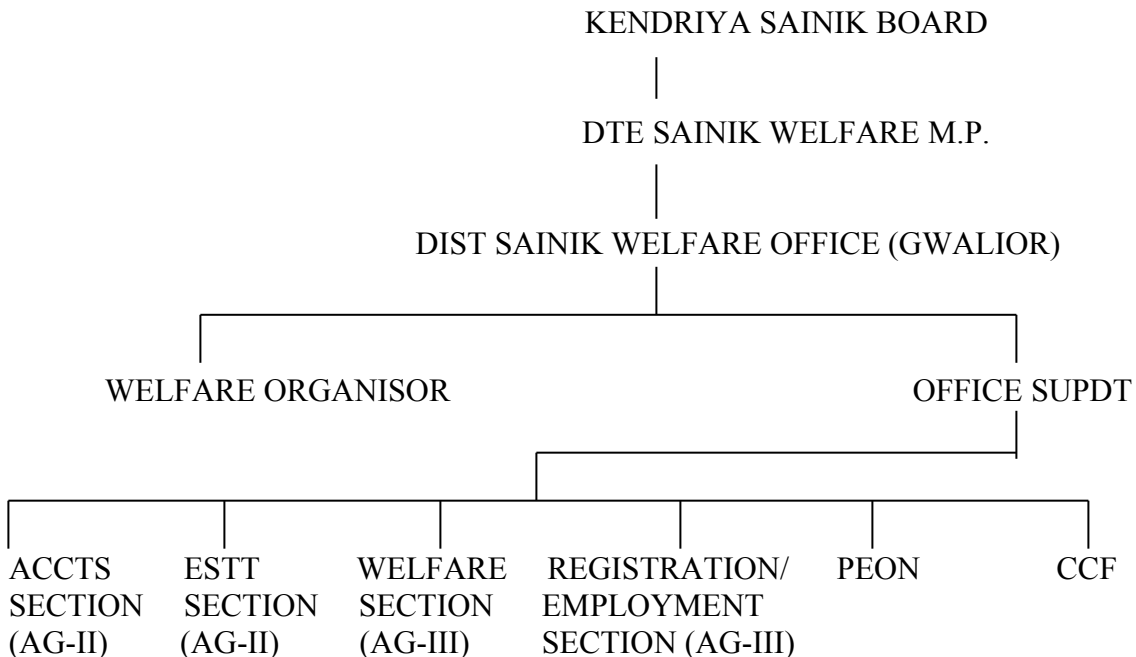 KENDRIYA SAINIK BOARD
DTE SAINIK WELFARE M.P.
DIST SAINIK WELFARE OFFICE (GWALIOR)
WELFARE ORGANISOR OFFICE SUPDT
ACCTS ESTT WELFARE REGISTRATION/ PEON CCF
SECTION SECTION SECTION EMPLOYMENT
(AG-II) (AG-II) (AG-III) SECTION (AG-III)